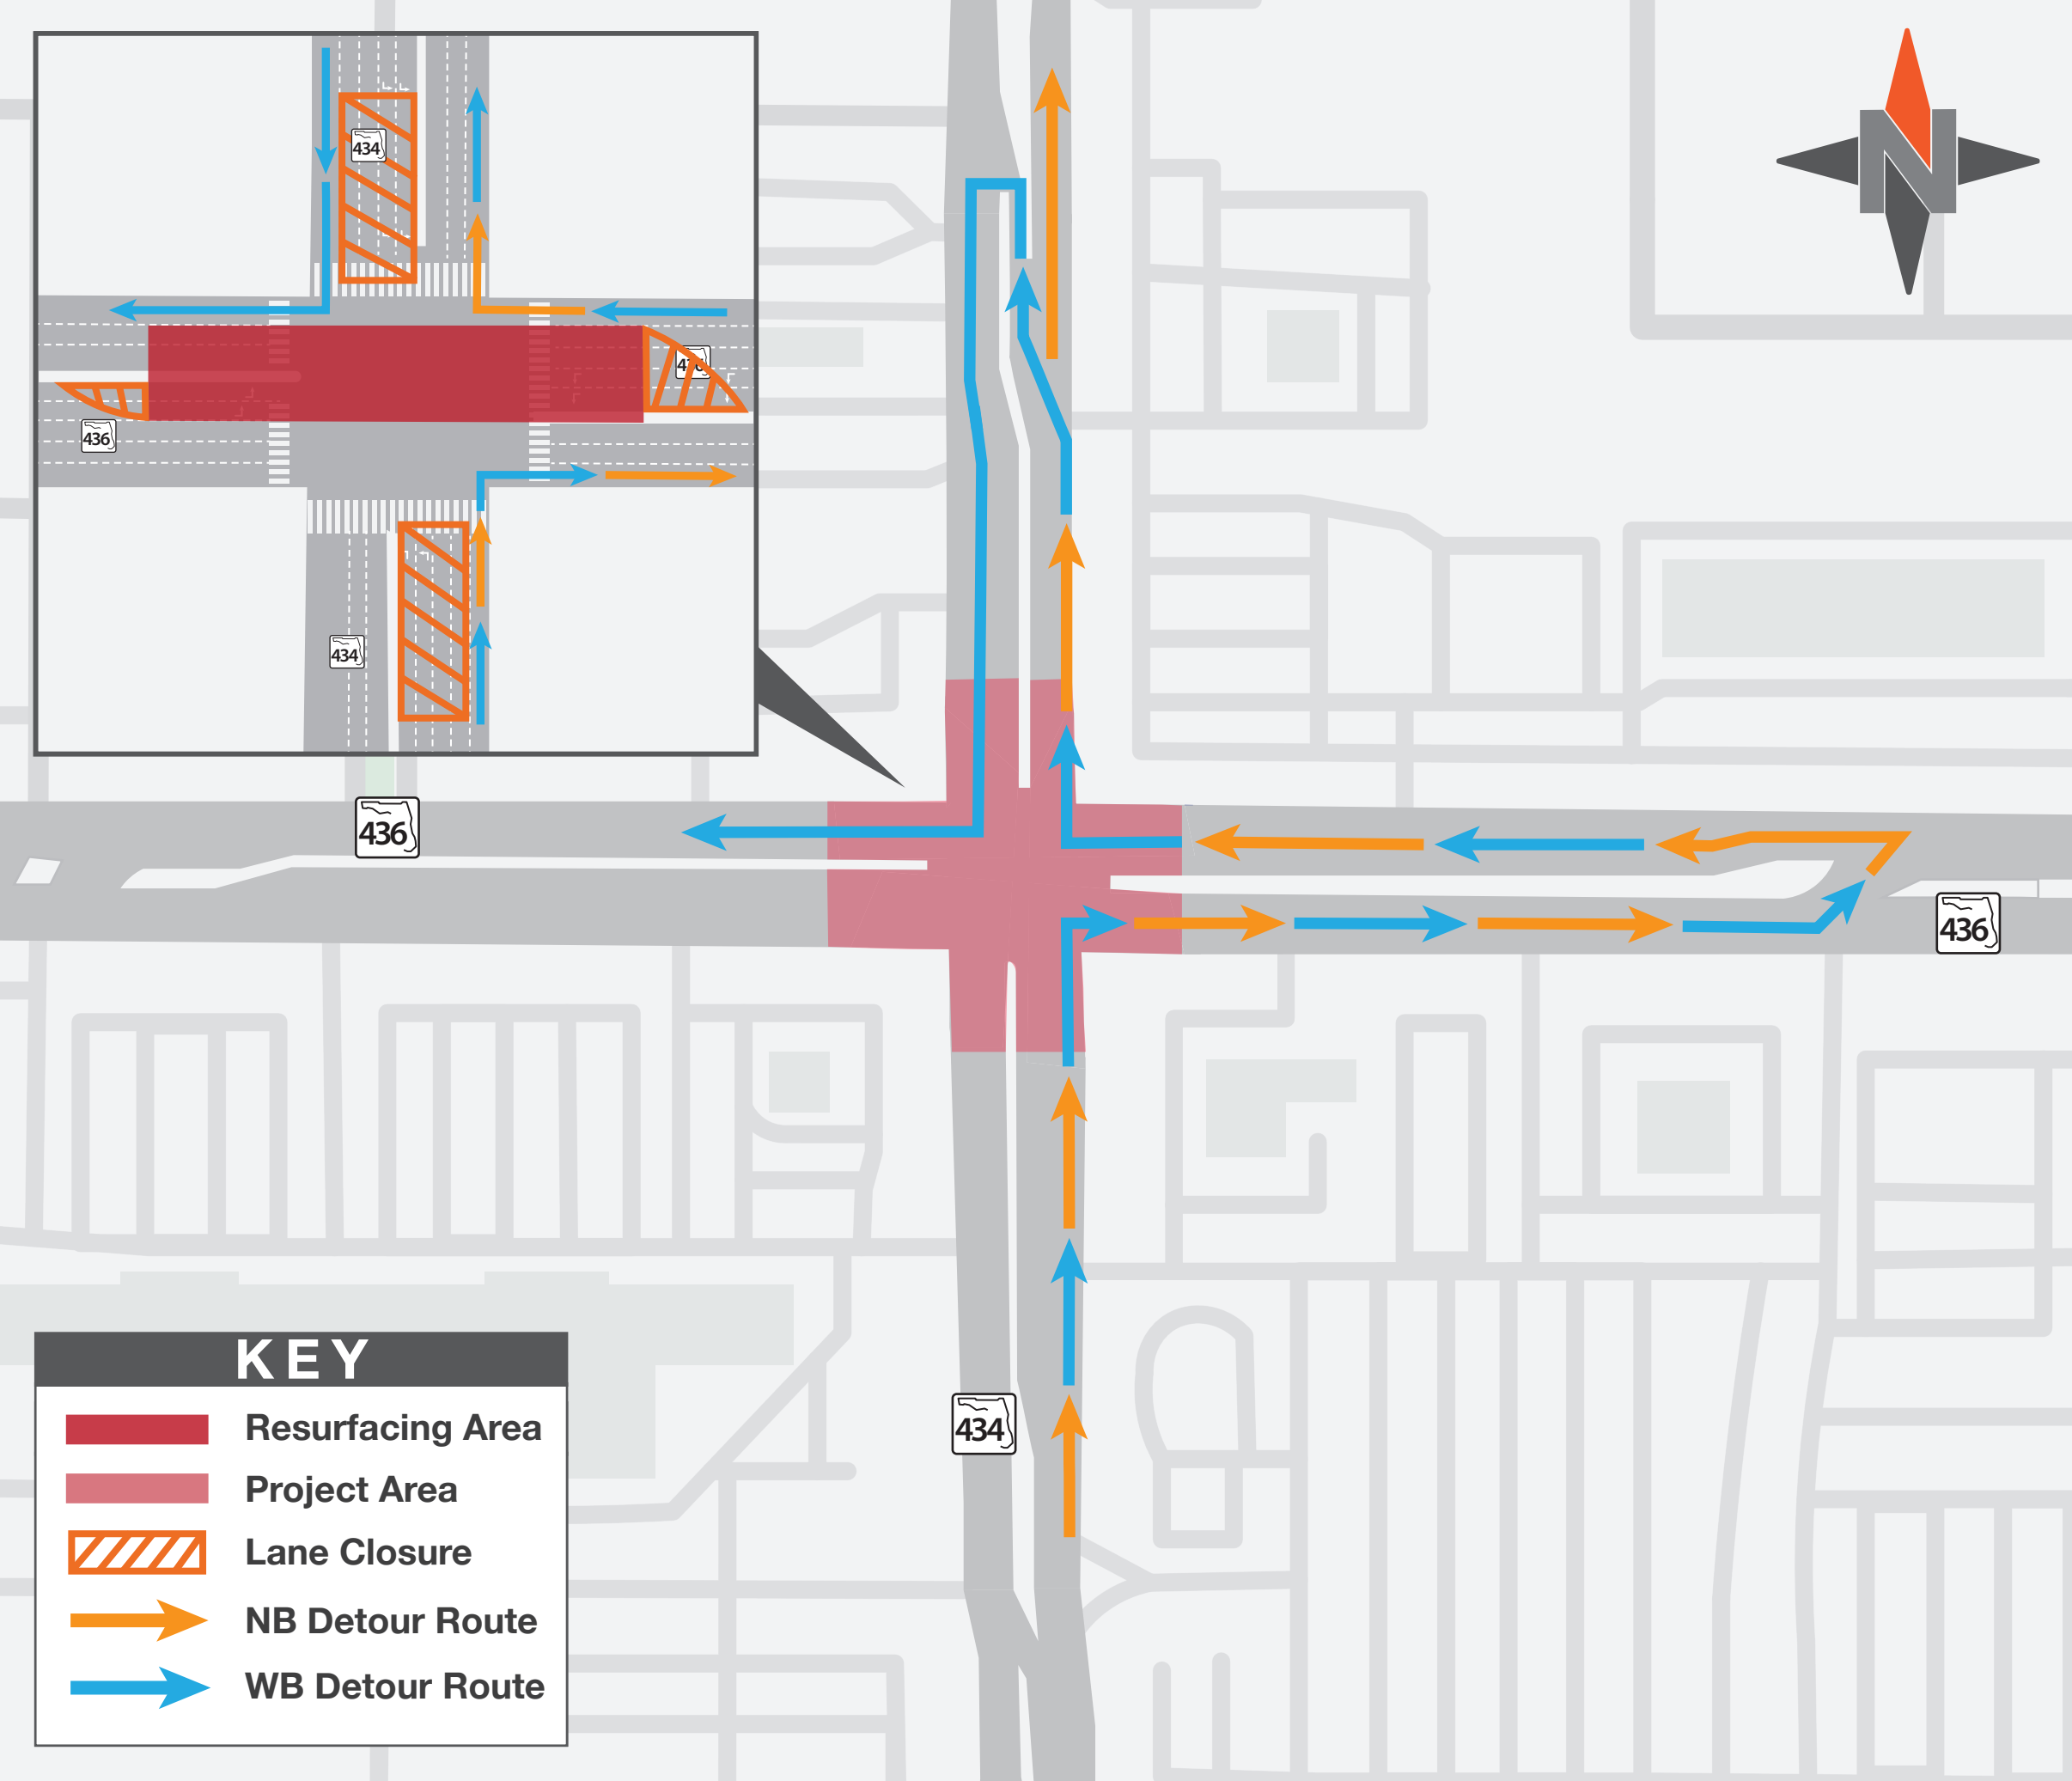 434
436
436
434
N
436
436
434
KEY
Resurfacing Area
Project Area
Lane Closure
NB Detour Route
WB Detour Route